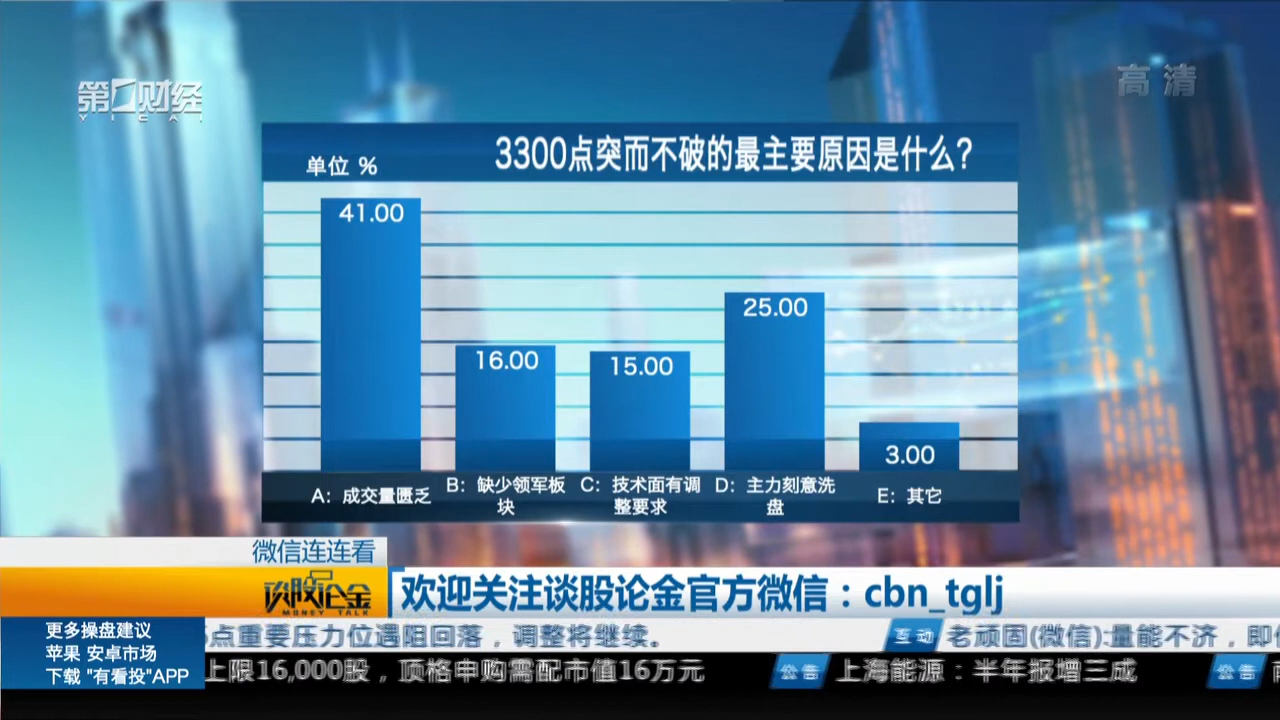 第一财经
YICAI
高清
单位 %
3300点突而不破的最主要原因是什么?
41.00
16.00
15.00
25.00
3.00
A: 成交量匮乏
B: 缺少领军板
块
C: 技术面有调
整要求
D: 主力刻意洗
盘
E: 其它
微信连连看
谈股论金
MONEY TALK
欢迎关注谈股论金官方微信：cbn_tglj
更多操盘建议
苹果 安卓市场
下载 "有看投"APP
点重要压力位遇阻回落，调整将继续。
互动
老顽固(微信):量能不济，即
上限16,000股，顶格申购需配市值16万元
公告
上海能源：半年报增三成
公告